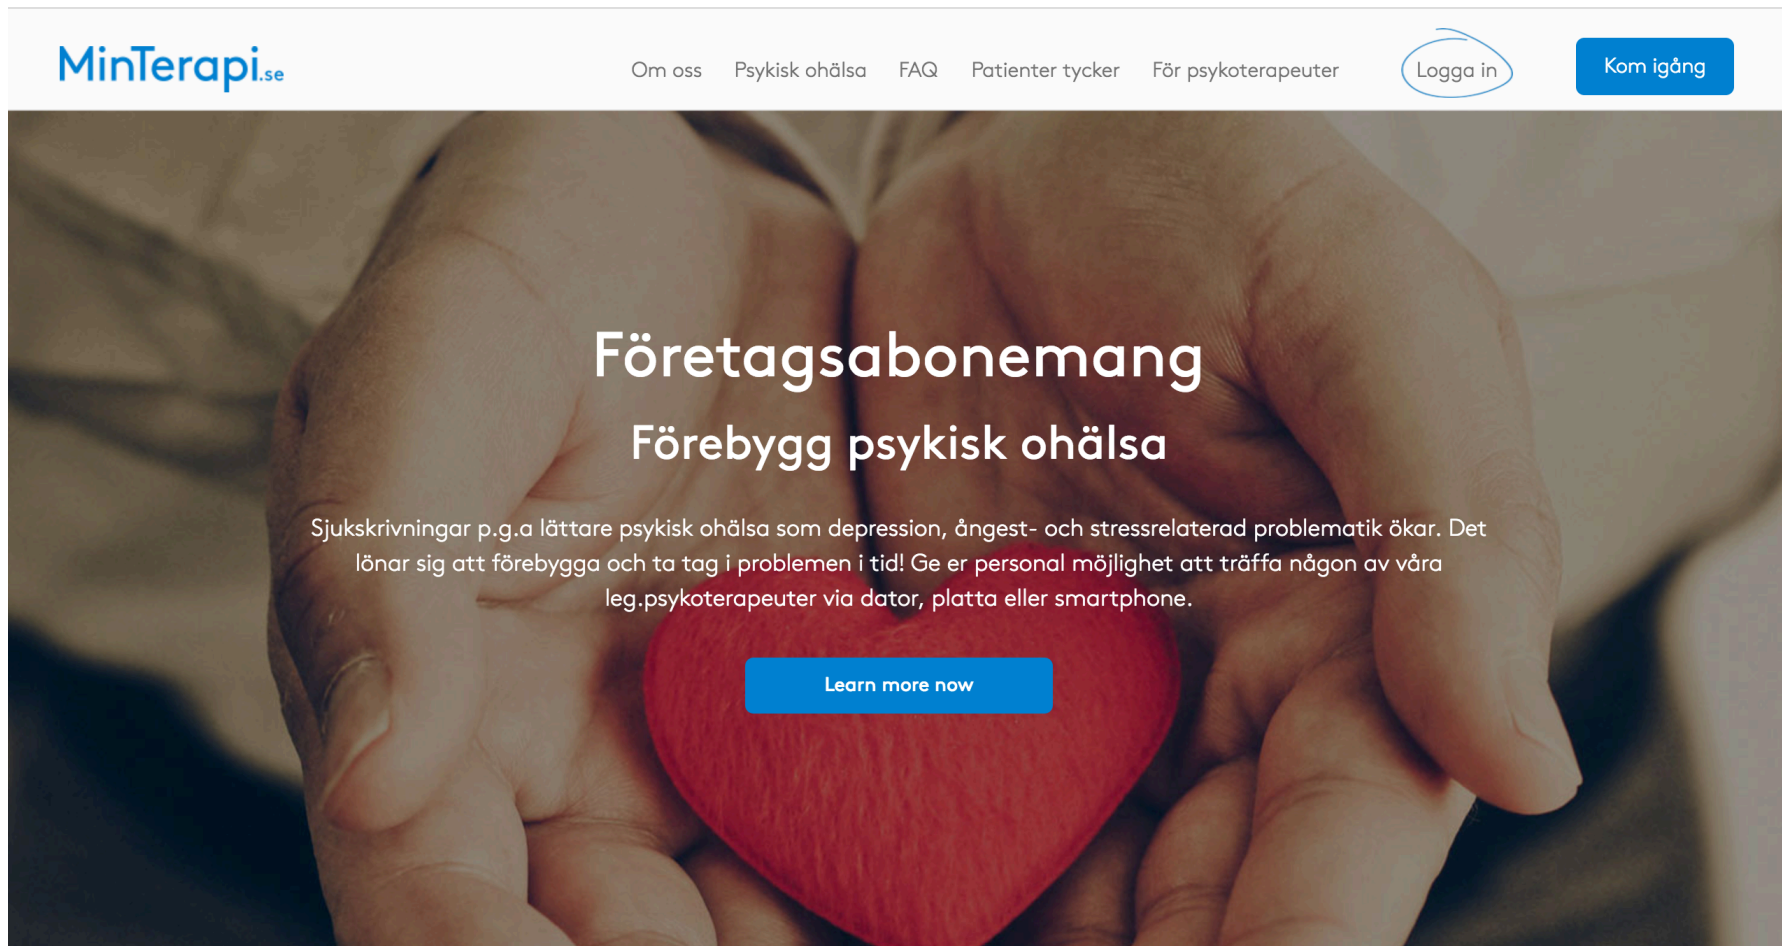 MinTerapi.se
Om oss
Psykisk ohälsa
FAQ
Patienter tycker
För psykoterapeuter
Logga in
Kom igång
Företagsabonemang
Förebygg psykisk ohälsa
Sjukskrivningar p.g.a lättare psykisk ohälsa som depression, ångest- och stressrelaterad problematik ökar. Det
lönar sig att förebygga och ta tag i problemen i tid! Ge er personal möjlighet att träffa någon av våra
leg.psykoterapeuter via dator, platta eller smartphone.
Learn more now